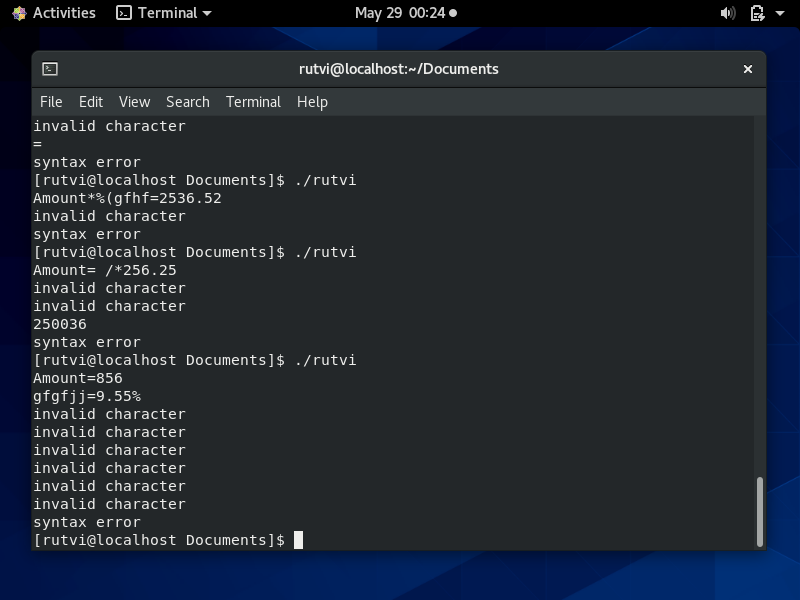 Activities Terminal May 29 00:24
rutvi@localhost:~/Documents
File Edit View Search Terminal Help
invalid character
=
syntax error
[rutvi@localhost Documents]$ ./rutvi
Amount*%(gfhf=2536.52
invalid character
syntax error
[rutvi@localhost Documents]$ ./rutvi
Amount= /*256.25
invalid character
invalid character
250036
syntax error
[rutvi@localhost Documents]$ ./rutvi
Amount=856
gfgfjj=9.55%
invalid character
invalid character
invalid character
invalid character
invalid character
invalid character
syntax error
[rutvi@localhost Documents]$